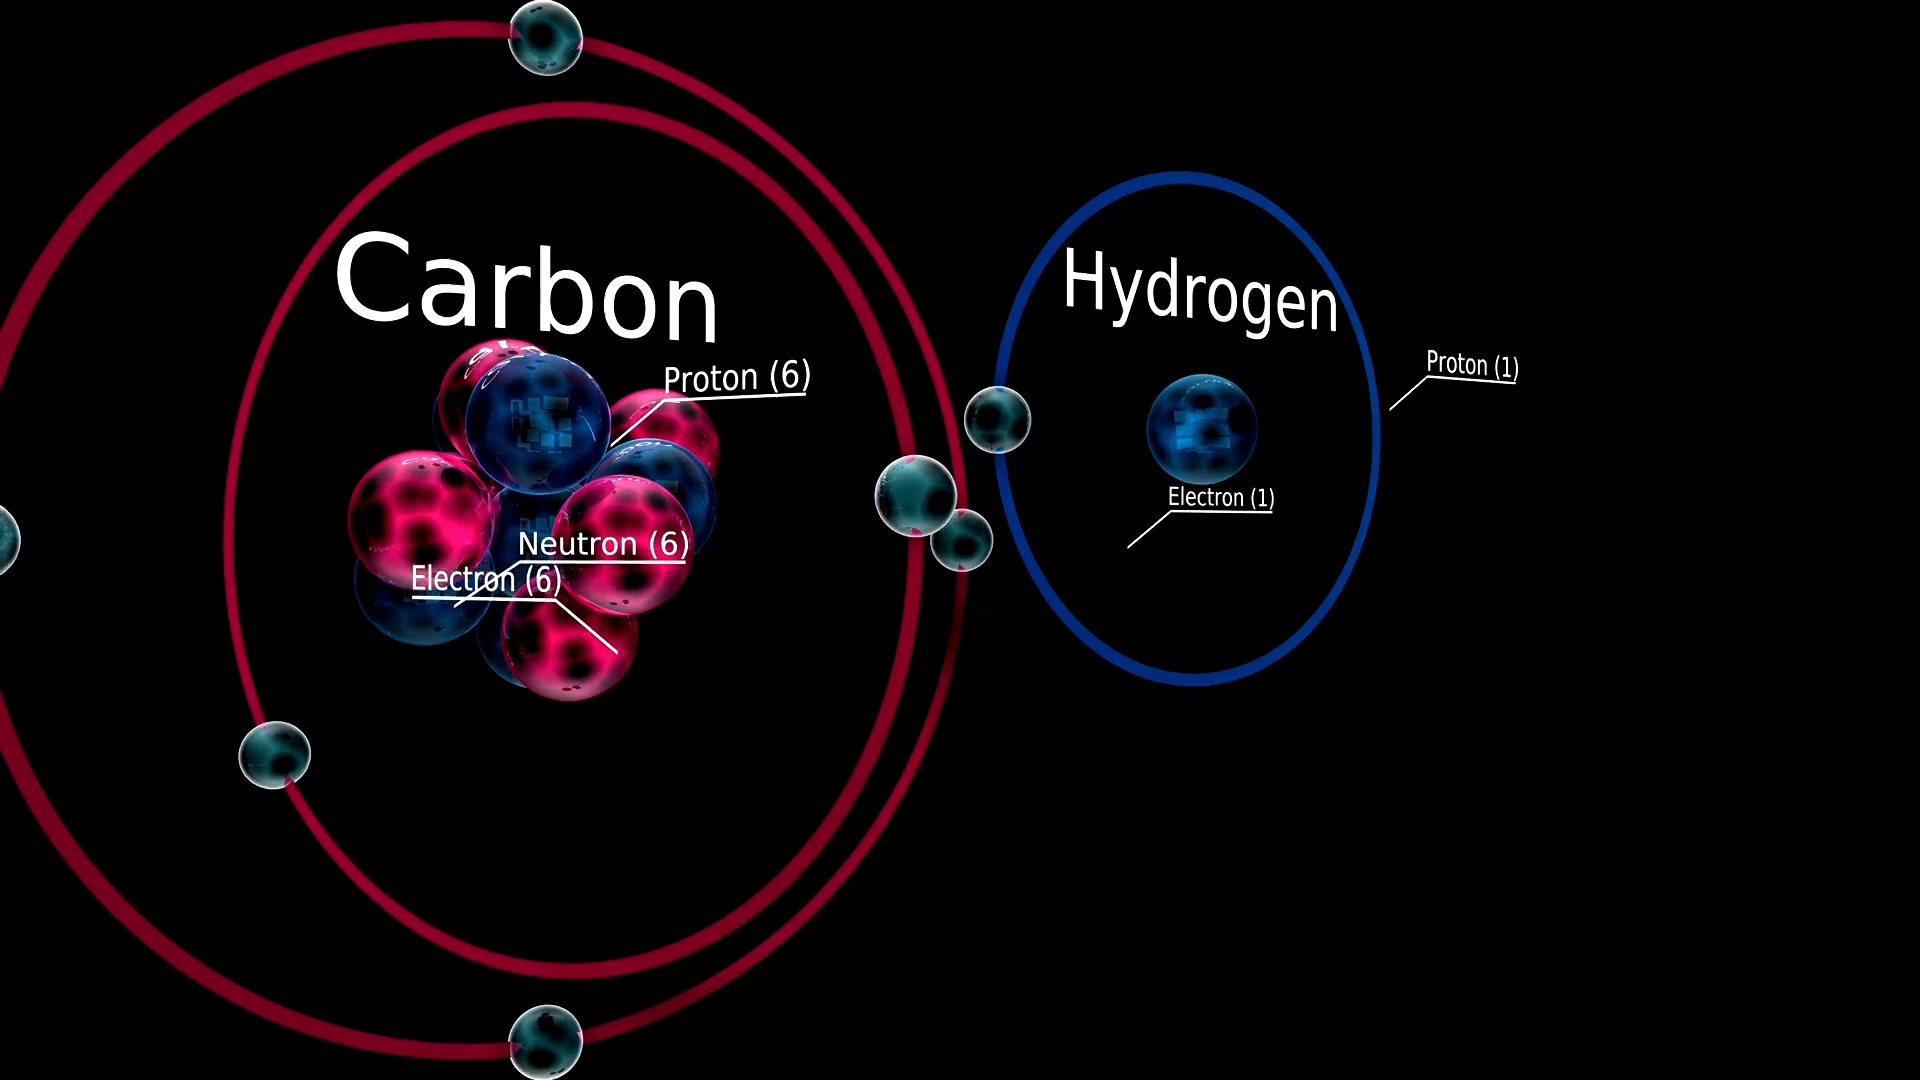 Carbon
Proton (6)
Neutron (6)
Electron (6)
Hydrogen
Proton (1)
Electron (1)